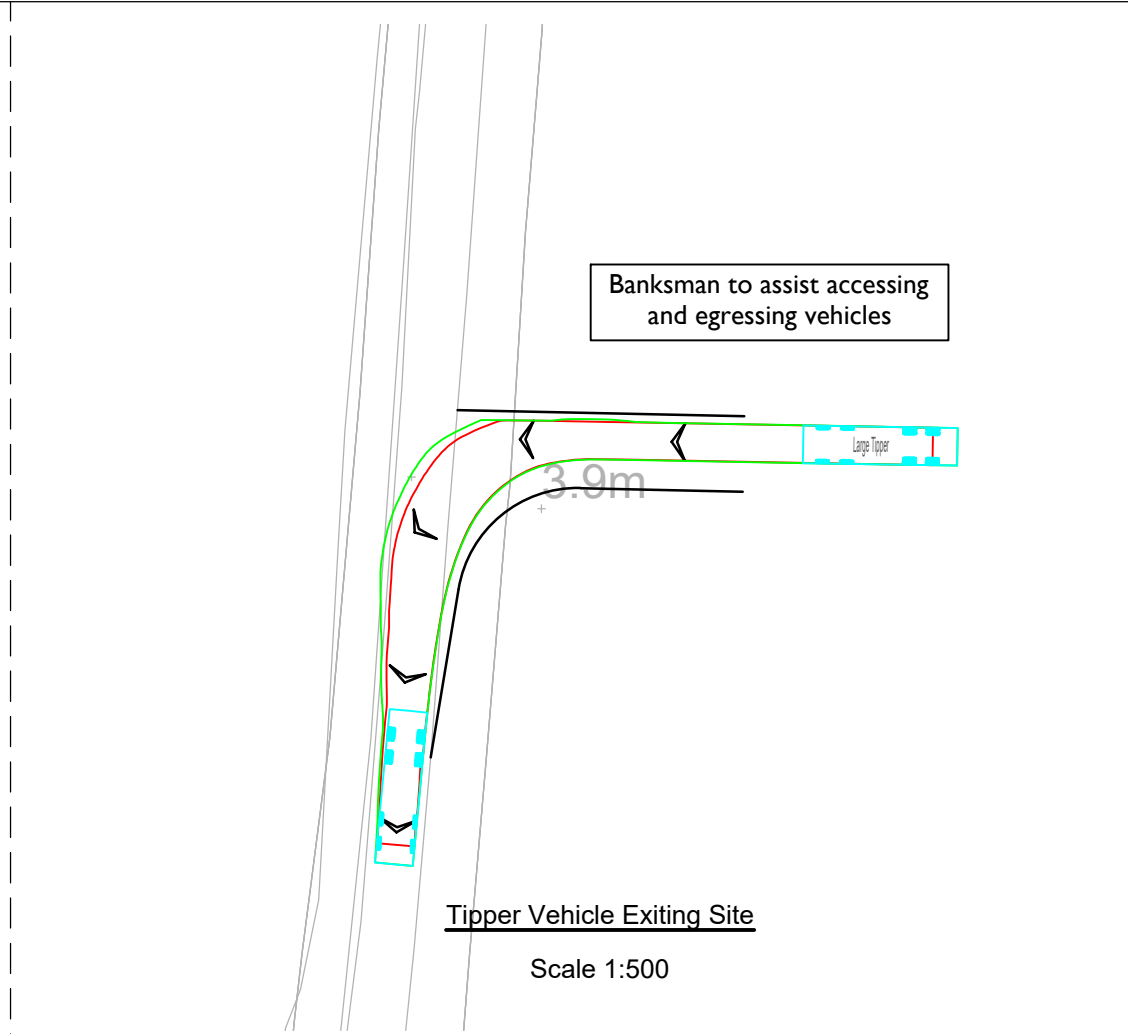 Banksman to assist accessing
and egressing vehicles
Large Tipper
3.9m
Tipper Vehicle Exiting Site
Scale 1:500